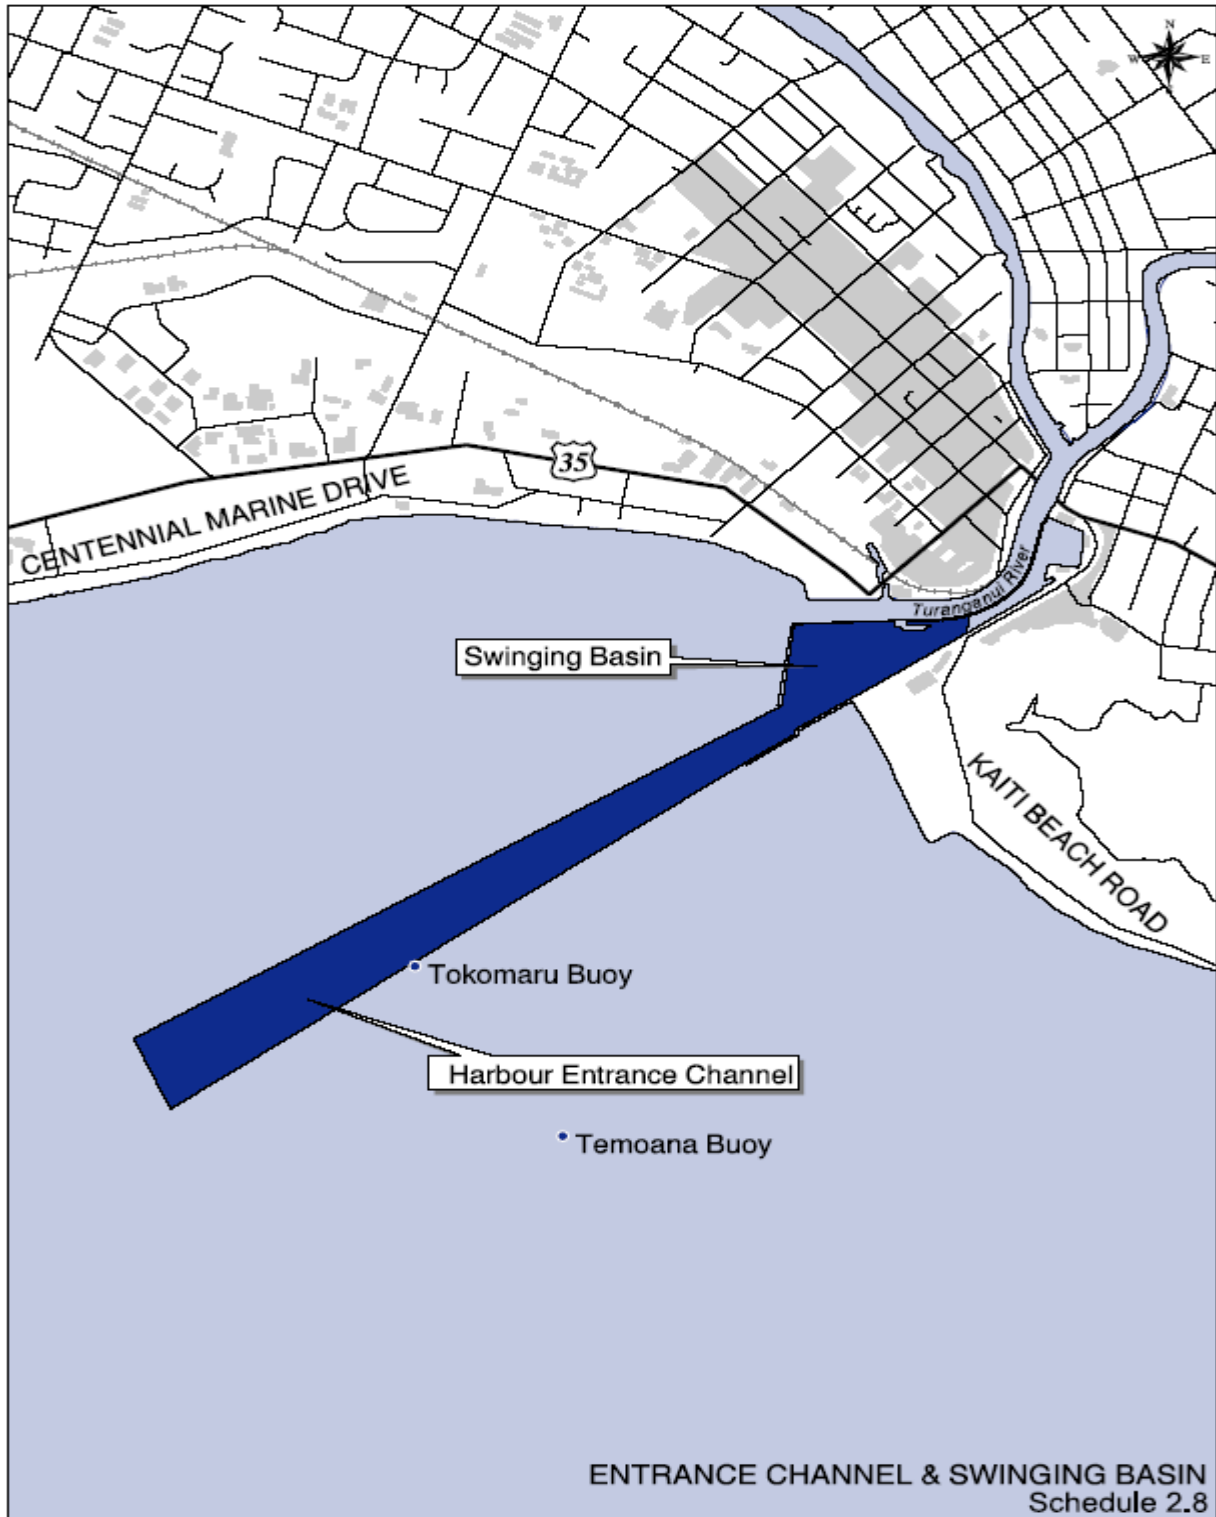 N
W E
35
CENTENNIAL MARINE DRIVE
Turanganui River
Swinging Basin
KAITI BEACH ROAD
Tokomaru Buoy
Harbour Entrance Channel
Temoana Buoy
ENTRANCE CHANNEL & SWINGING BASIN
Schedule 2.8